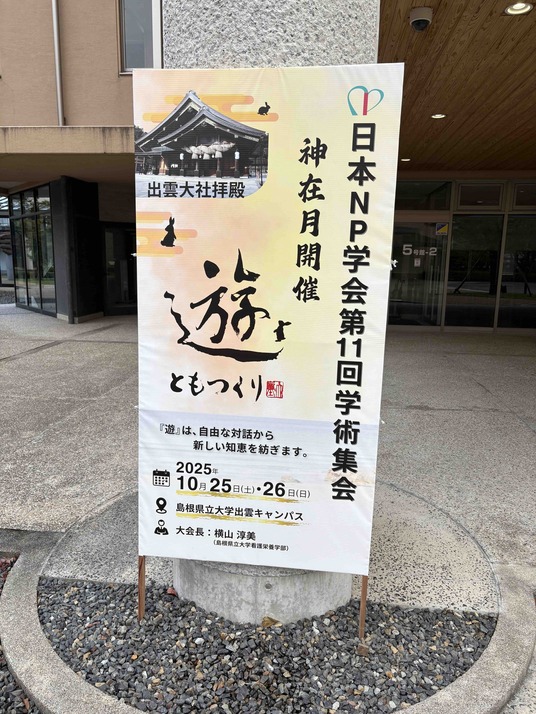 日本NP学会第11回学術集会
神在月開催
出雲大社拝殿
遊
ともつくり
『遊』は、自由な対話から
新しい知恵を紡ぎます。
2025年
10月25日(土)・26日(日)
島根県立大学出雲キャンパス
大会長：横山 淳美
(島根県立大学看護栄養学部)
5号館-2